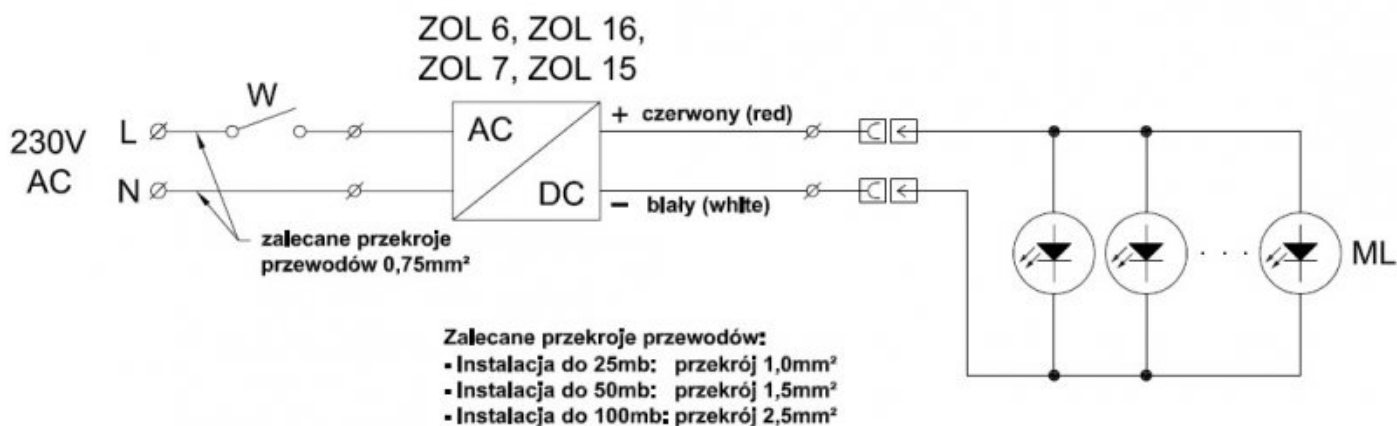 ZOL 6, ZOL 16,
ZOL 7, ZOL 15
W
230V
AC
L
N
AC
DC
+ czerwony (red)
- biały (white)
zalecane przekroje
przewodów 0,75mm²
ML
Zalecane przekroje przewodów:
- Instalacja do 25mb: przekrój 1,0mm²
- Instalacja do 50mb: przekrój 1,5mm²
- Instalacja do 100mb: przekrój 2,5mm²